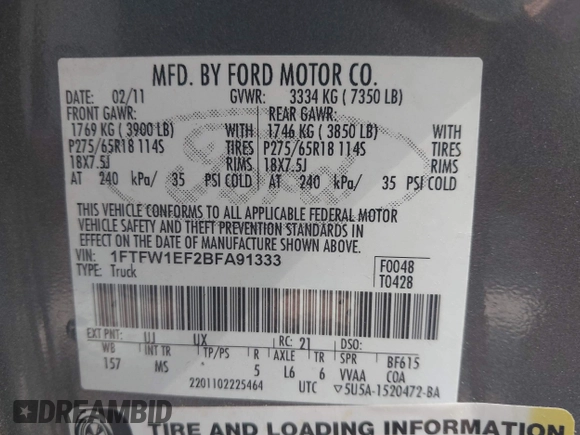 MFD. BY FORD MOTOR CO.
DATE: 02/11 GVWR: 3334 KG ( 7350 LB)
FRONT GAWR: REAR GAWR:
1769 KG ( 3900 LB) WITH 1746 KG ( 3850 LB) WITH
P275/65R18 114S TIRES P275/65R18 114S TIRES
18X7.5J RIMS 18X7.5J RIMS
AT 240 kPa/ 35 PSI COLD AT 240 kPa/ 35 PSI COLD
THIS VEHICLE CONFORMS TO ALL APPLICABLE FEDERAL MOTOR
VEHICLE SAFETY AND THEFT PREVENTION STANDARDS IN
EFFECT ON THE DATE OF MANUFACTURE SHOWN ABOVE.
VIN: 1FTFW1EF2BFA91333 F0048
TYPE: Truck T0428
EXT PNT: UJ UX RC: 21 DSO:
WB INT TR TP/PS R AXLE TR SPR BF615
157 MS 5 L6 6 VVAA COA
2201102225464 UTC 5U5A-1520472-BA
DREAMBID
TIRE AND LOADING INFORMATION